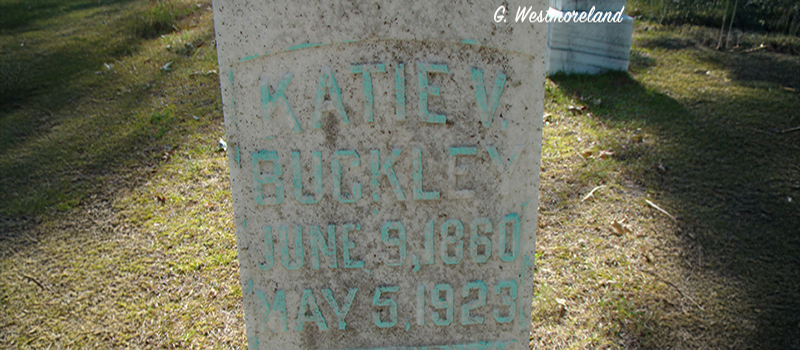 G. Westmoreland
KATIE V.
BUCKLEY
JUNE 9, 1860.
MAY 5, 1923.